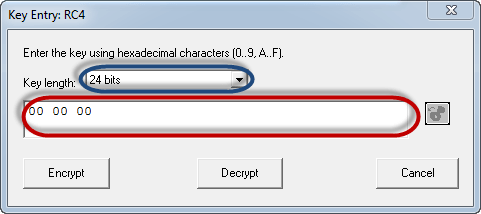 Key Entry: RC4
Enter the key using hexadecimal characters (0..9, A..F).
Key length: 24 bits
00 00 00
Encrypt Decrypt Cancel